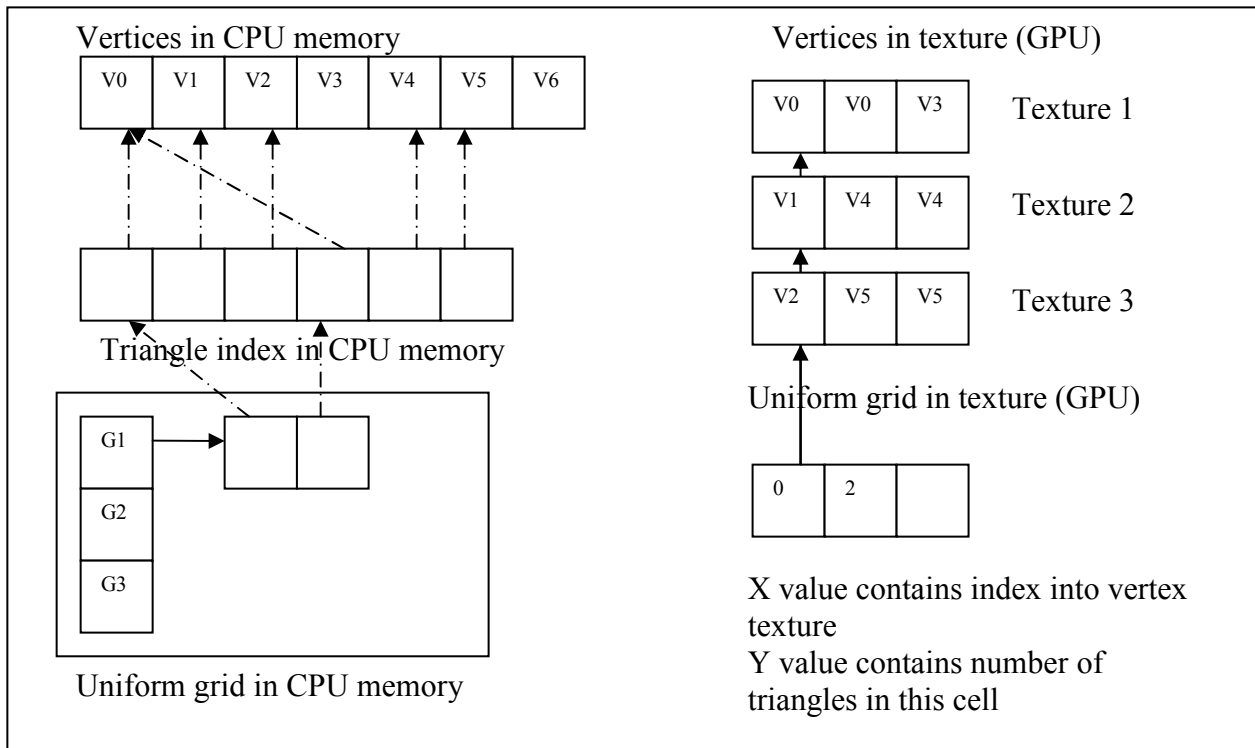 Vertices in CPU memory
V0 V1 V2 V3 V4 V5 V6
Triangle index in CPU memory
G1
G2
G3
Uniform grid in CPU memory
Vertices in texture (GPU)
V0 V0 V3 Texture 1
V1 V4 V4 Texture 2
V2 V5 V5 Texture 3
Uniform grid in texture (GPU)
0 2
X value contains index into vertex
texture
Y value contains number of
triangles in this cell